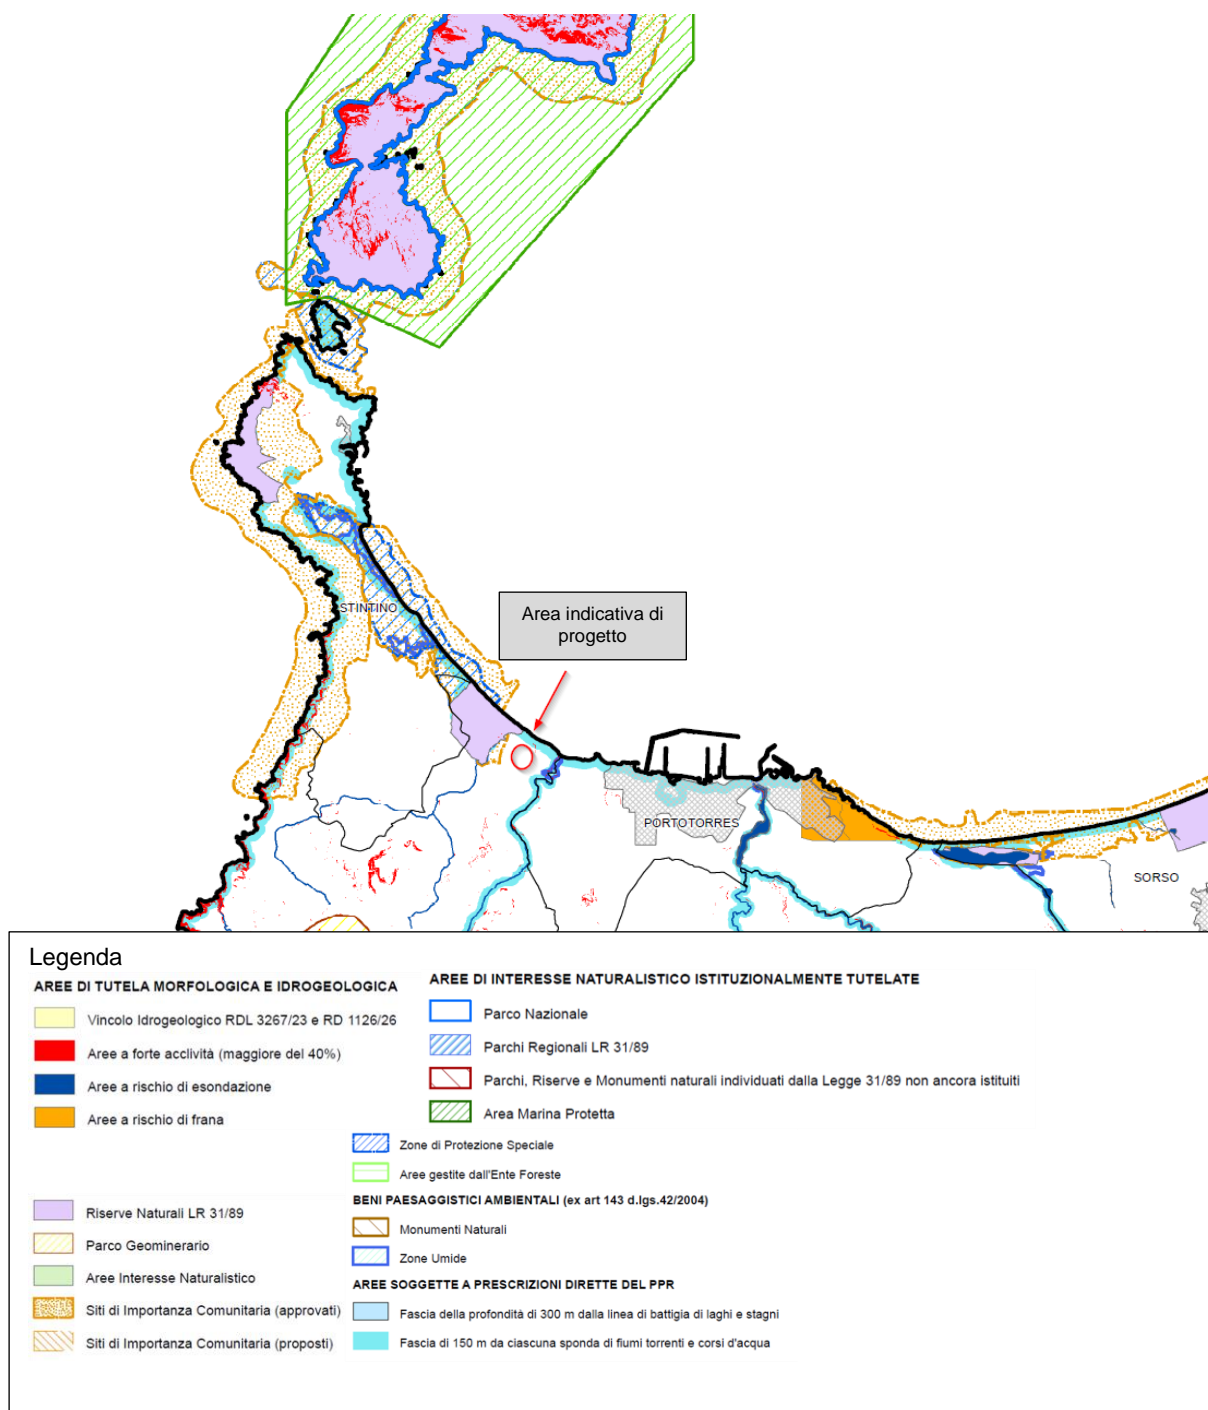 STINTINO
Area indicativa di
progetto
PORTOTORRES
SORSO
Legenda
AREE DI TUTELA MORFOLOGICA E IDROGEOLOGICA
Vincolo Idrogeologico RDL 3267/23 e RD 1126/26
Aree a forte acclività (maggiore del 40%)
Aree a rischio di esondazione
Aree a rischio di frana
Riserve Naturali LR 31/89
Parco Geominerario
Aree Interesse Naturalistico
Siti di Importanza Comunitaria (approvati)
Siti di Importanza Comunitaria (proposti)
AREE DI INTERESSE NATURALISTICO ISTITUZIONALMENTE TUTELATE
Parco Nazionale
Parchi Regionali LR 31/89
Parchi, Riserve e Monumenti naturali individuati dalla Legge 31/89 non ancora istituiti
Area Marina Protetta
Zone di Protezione Speciale
Aree gestite dall'Ente Foreste
BENI PAESAGGISTICI AMBIENTALI (ex art 143 d.lgs.42/2004)
Monumenti Naturali
Zone Umide
AREE SOGGETTE A PRESCRIZIONI DIRETTE DEL PPR
Fascia della profondità di 300 m dalla linea di battigia di laghi e stagni
Fascia di 150 m da ciascuna sponda di fiumi torrenti e corsi d'acqua